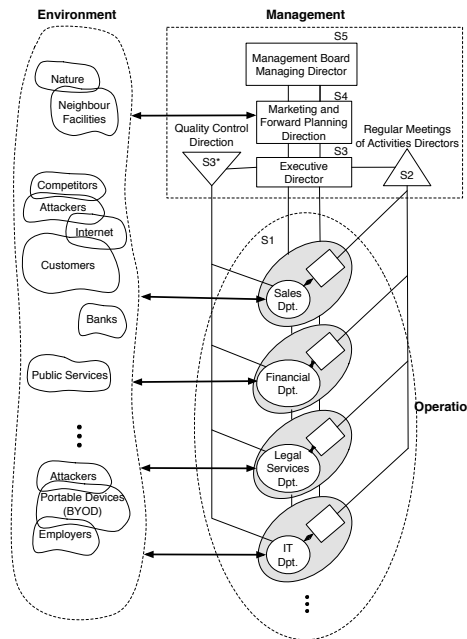 Environment
Management
S5
Management Board
Managing Director
S4
Marketing and
Forward Planning
Direction
Quality Control
Direction
Regular Meetings
of Activities Directors
S3*
S3
Executive
Director
S2
Nature
Neighbour
Facilities
Competitors
Attackers
Internet
Customers
Banks
Public Services
Attackers
Portable Devices
(BYOD)
Employers
S1
Sales
Dpt.
Financial
Dpt.
Legal
Services
Dpt.
IT
Dpt.
Operatio